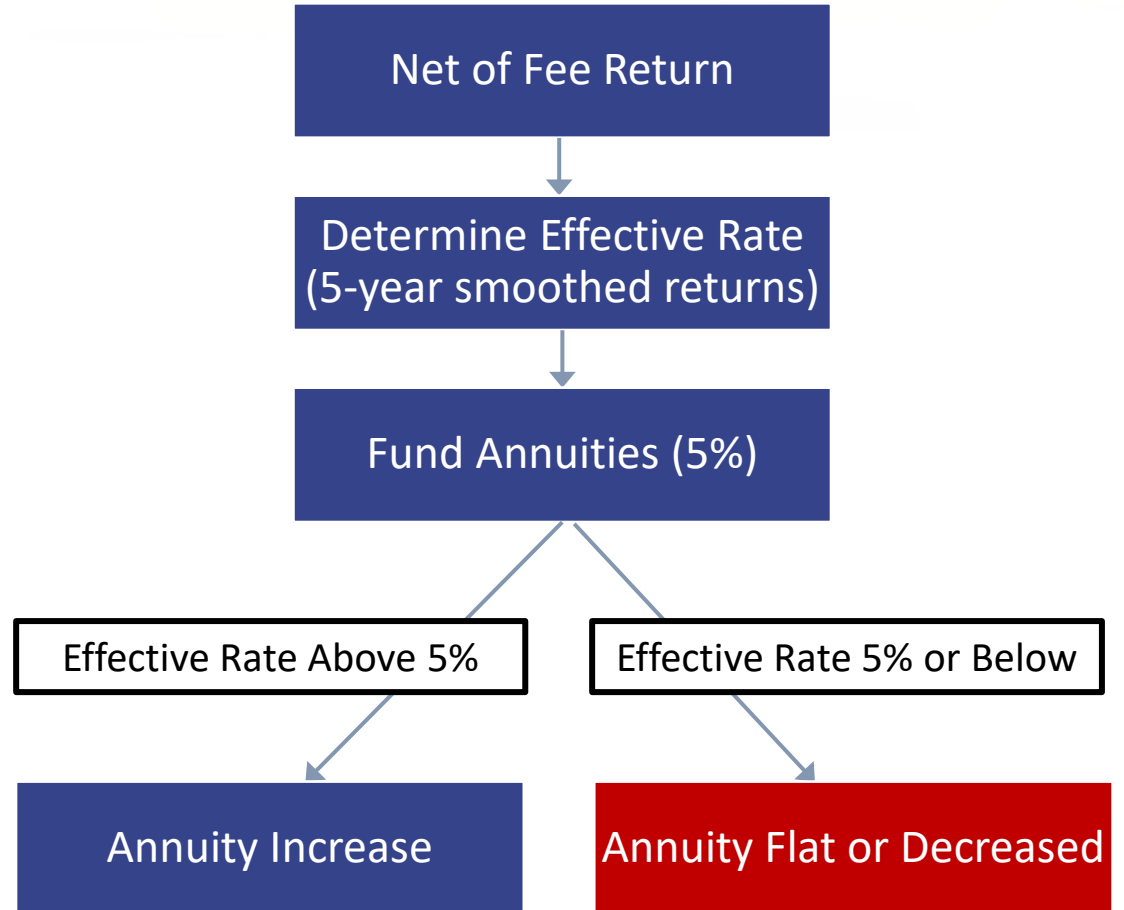 Net of Fee Return
Determine Effective Rate
(5-year smoothed returns)
Fund Annuities (5%)
Effective Rate Above 5%
Effective Rate 5% or Below
Annuity Increase
Annuity Flat or Decreased